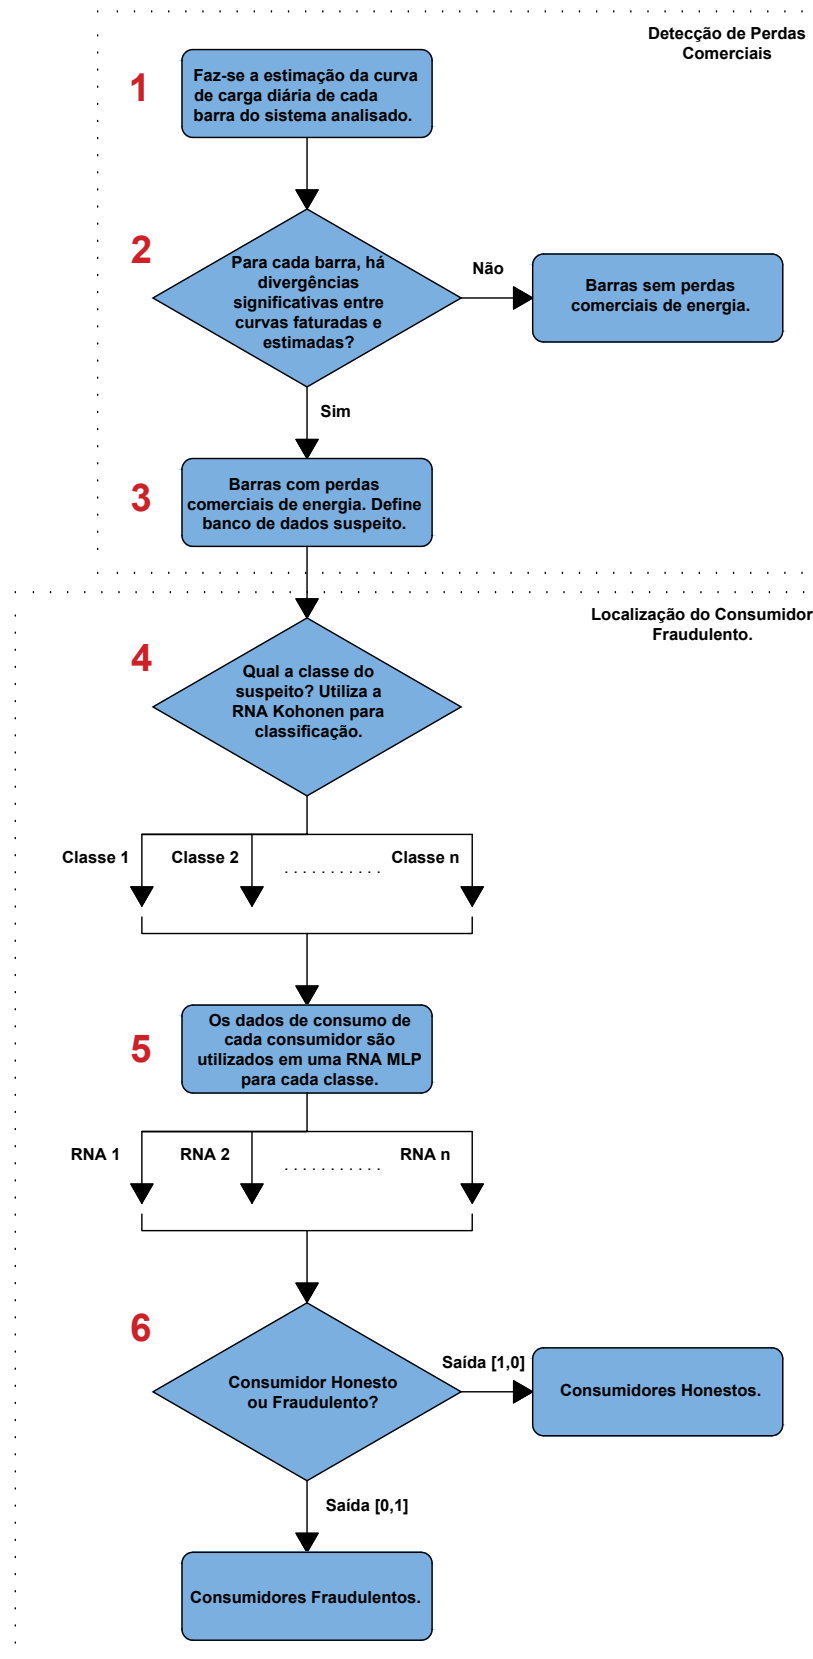 Detecção de Perdas
Comerciais
1
Faz-se a estimação da curva
de carga diária de cada
barra do sistema analisado.
2
Para cada barra, há
divergências
significativas entre
curvas faturadas e
estimadas?
Não
Barras sem perdas
comerciais de energia.
Sim
3
Barras com perdas
comerciais de energia. Define
banco de dados suspeito.
Localização do Consumidor
Fraudulento.
4
Qual a classe do
suspeito? Utiliza a
RNA Kohonen para
classificação.
Classe 1
Classe 2
...........
Classe n
5
Os dados de consumo de
cada consumidor são
utilizados em uma RNA MLP
para cada classe.
RNA 1
RNA 2
...........
RNA n
6
Consumidor Honesto
ou Fraudulento?
Saída [1,0]
Consumidores Honestos.
Saída [0,1]
Consumidores Fraudulentos.